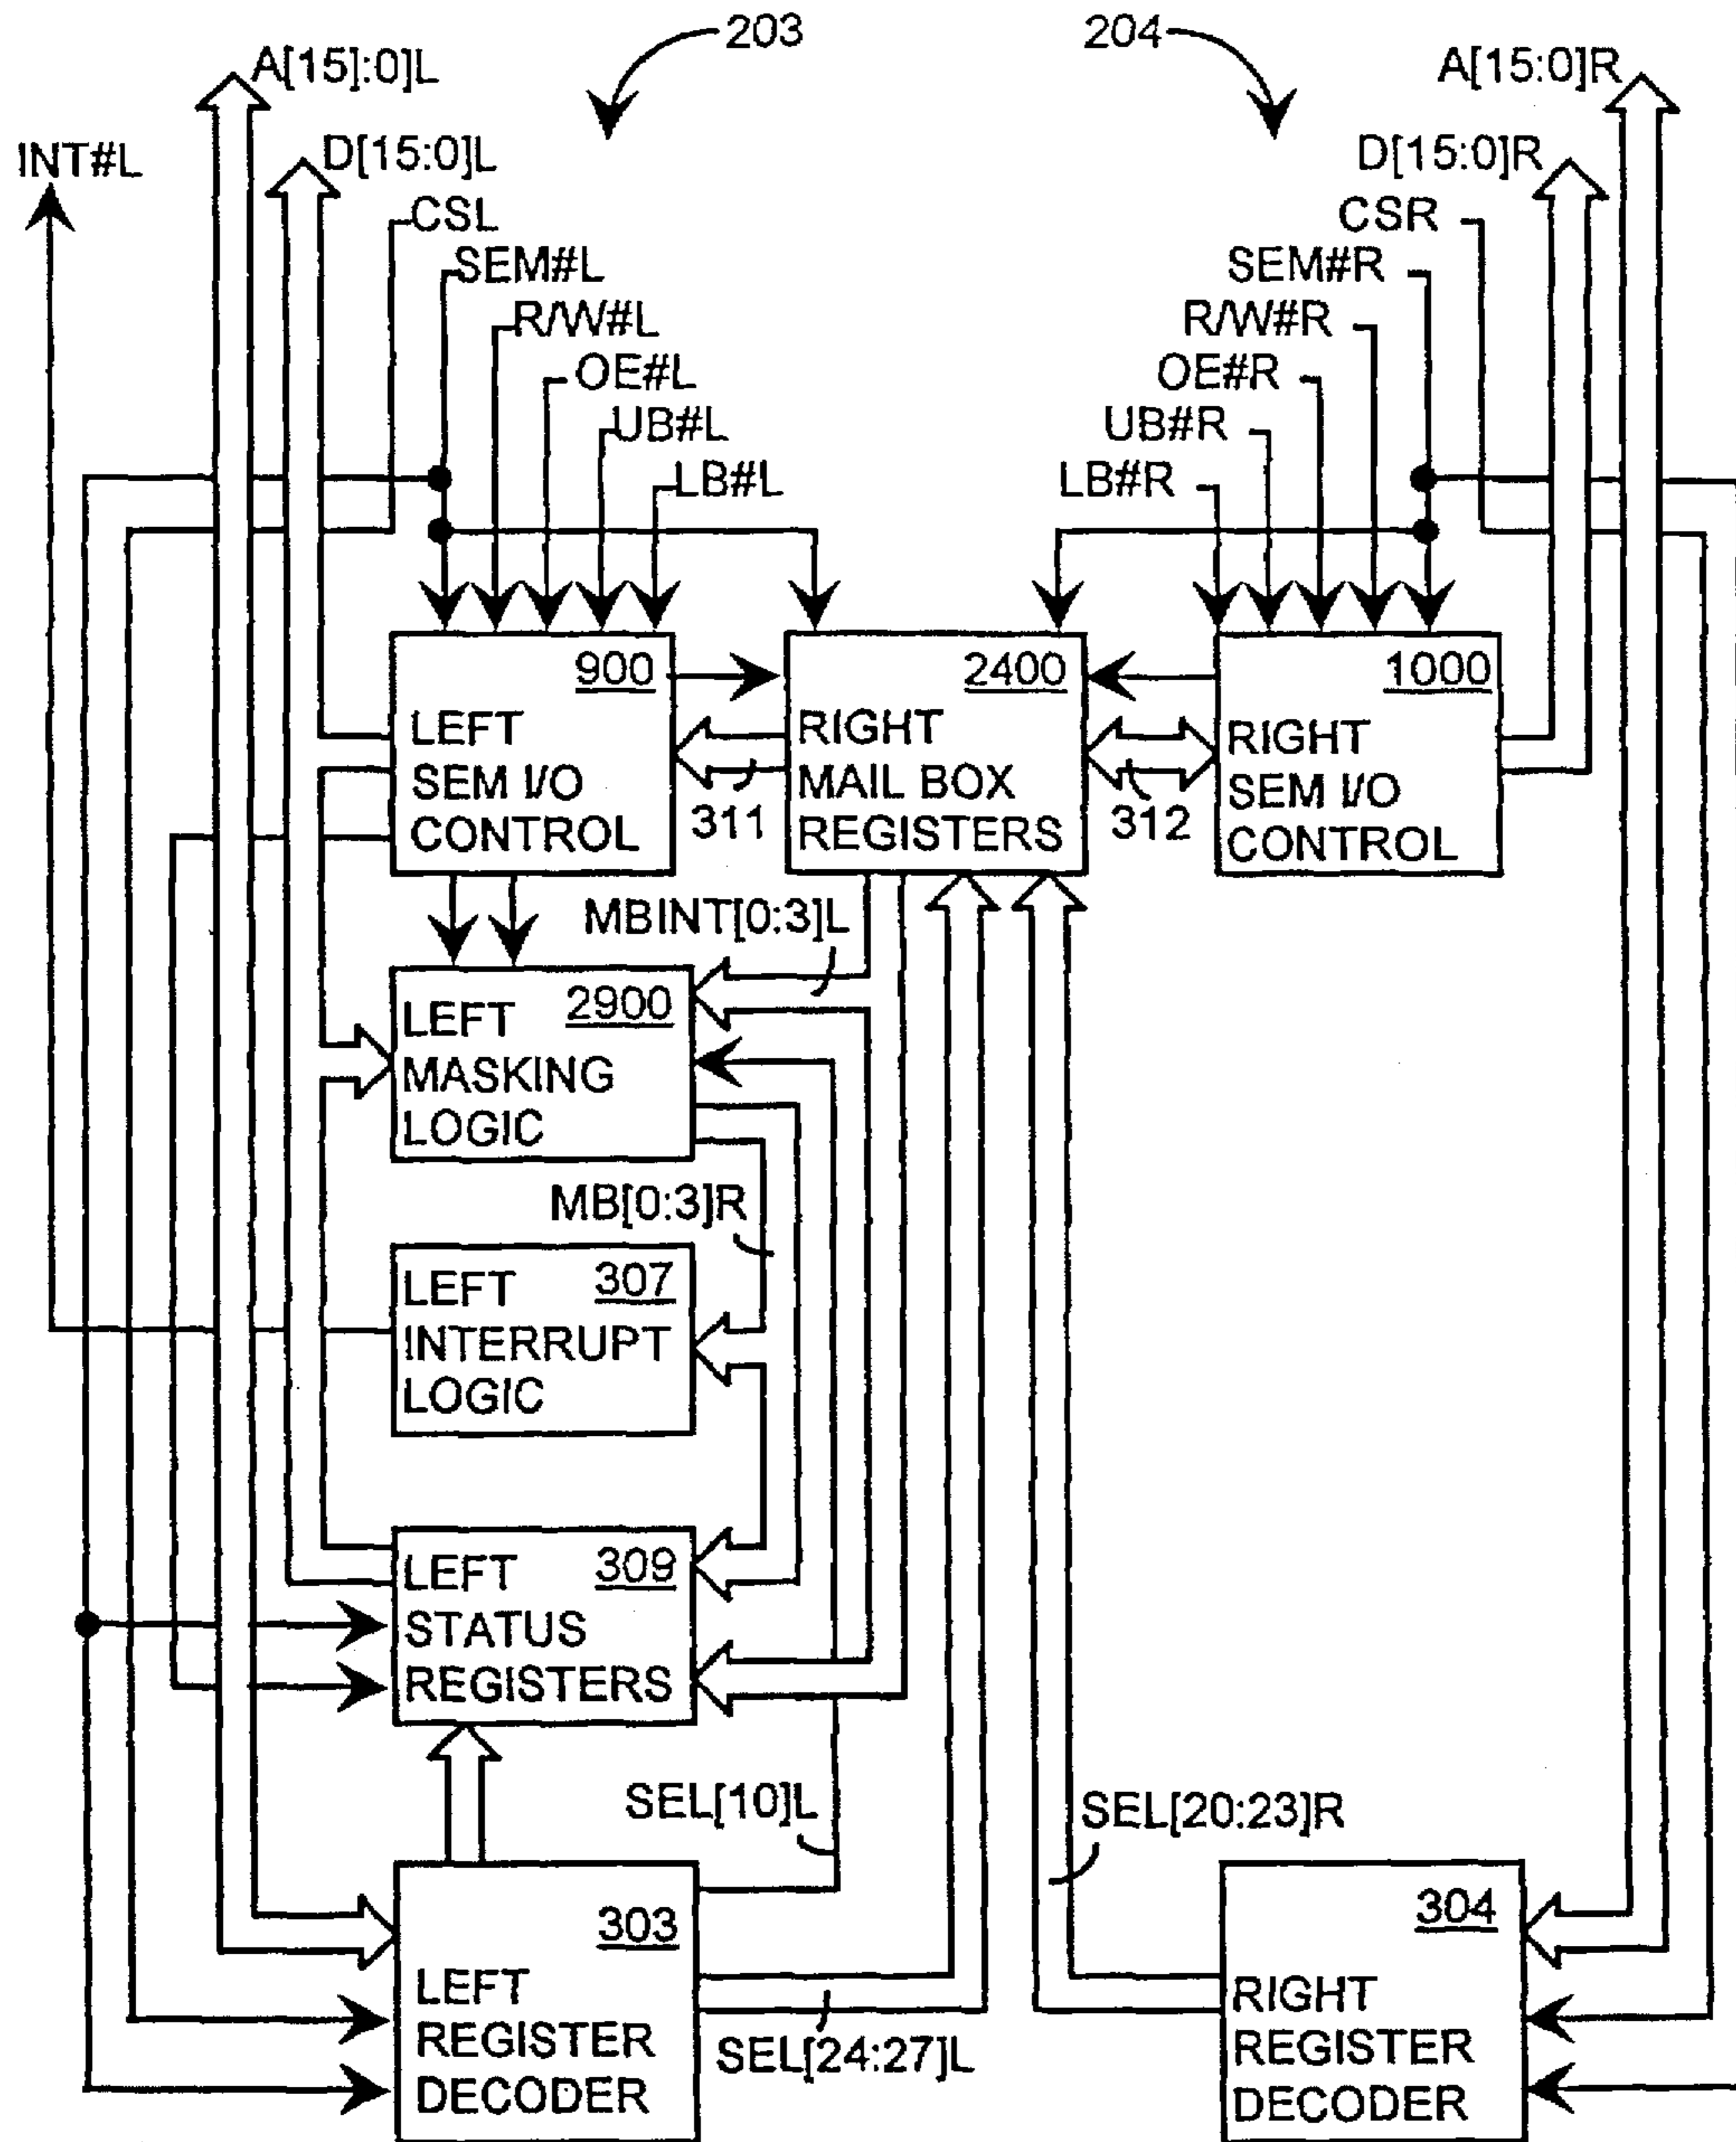 203
204
A[15]:0]L
A[15:0]R
INT#L
D[15:0]L
D[15:0]R
CSL
CSR
SEM#L
SEM#R
R/W#L
R/W#R
OE#L
OE#R
UB#L
UB#R
LB#L
LB#R
900
LEFT
SEM I/O
CONTROL
311
2400
RIGHT
MAIL BOX
REGISTERS
312
1000
RIGHT
SEM I/O
CONTROL
MBINT[0:3]L
2900
LEFT
MASKING
LOGIC
MB[0:3]R
307
LEFT
INTERRUPT
LOGIC
309
LEFT
STATUS
REGISTERS
SEL[10]L
SEL[20:23]R
303
LEFT
REGISTER
DECODER
SEL[24:27]L
304
RIGHT
REGISTER
DECODER